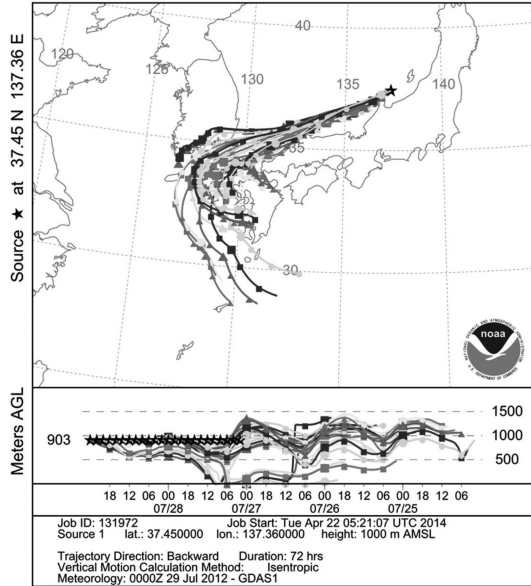 40
120
125
130
135
140
35
30
Source ★ at 37.45 N 137.36 E
noaa
Meters AGL
903
1500
1000
500
18 12 06 00 18 12 06 00 18 12 06 00 18 12 06 00 18 12 06
07/28 07/27 07/26 07/25
Job ID: 131972 Job Start: Tue Apr 22 05:21:07 UTC 2014
Source 1 lat.: 37.450000 lon.: 137.360000 height: 1000 m AMSL
Trajectory Direction: Backward Duration: 72 hrs
Vertical Motion Calculation Method: Isentropic
Meteorology: 0000Z 29 Jul 2012 - GDAS1